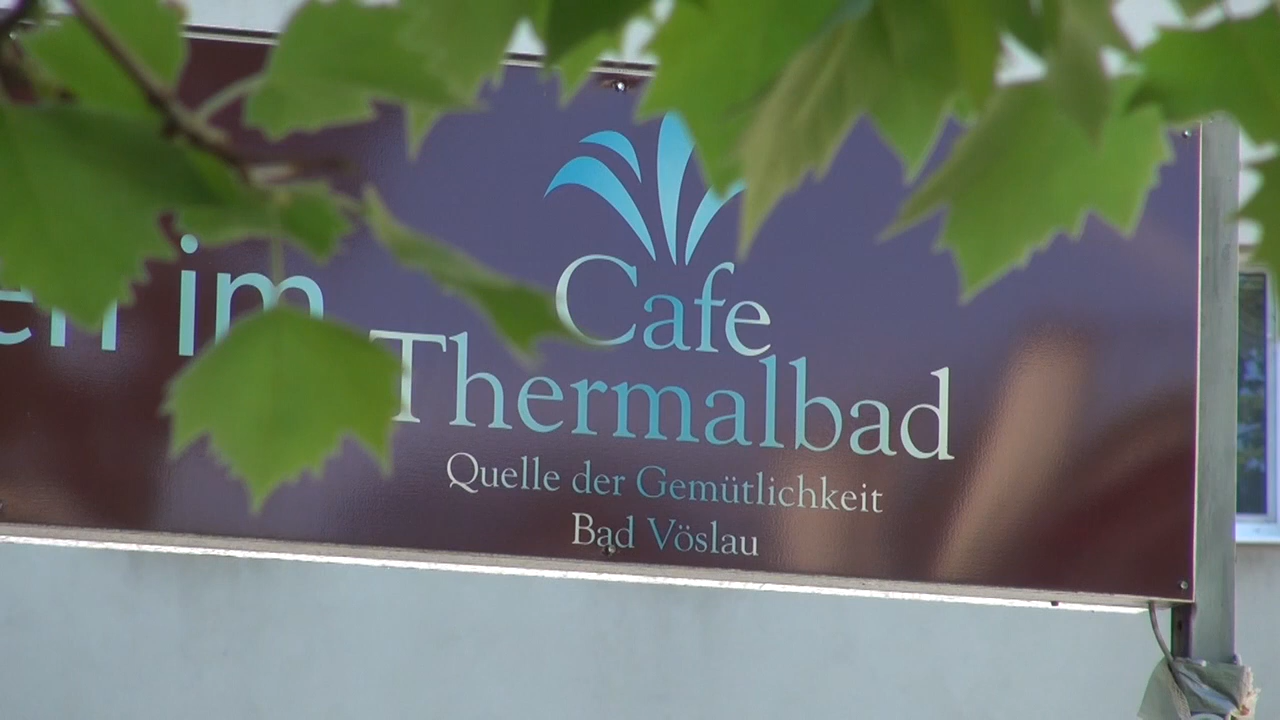 im
Cafe
Thermalbad
Quelle der Gemütlichkeit
Bad Vöslau